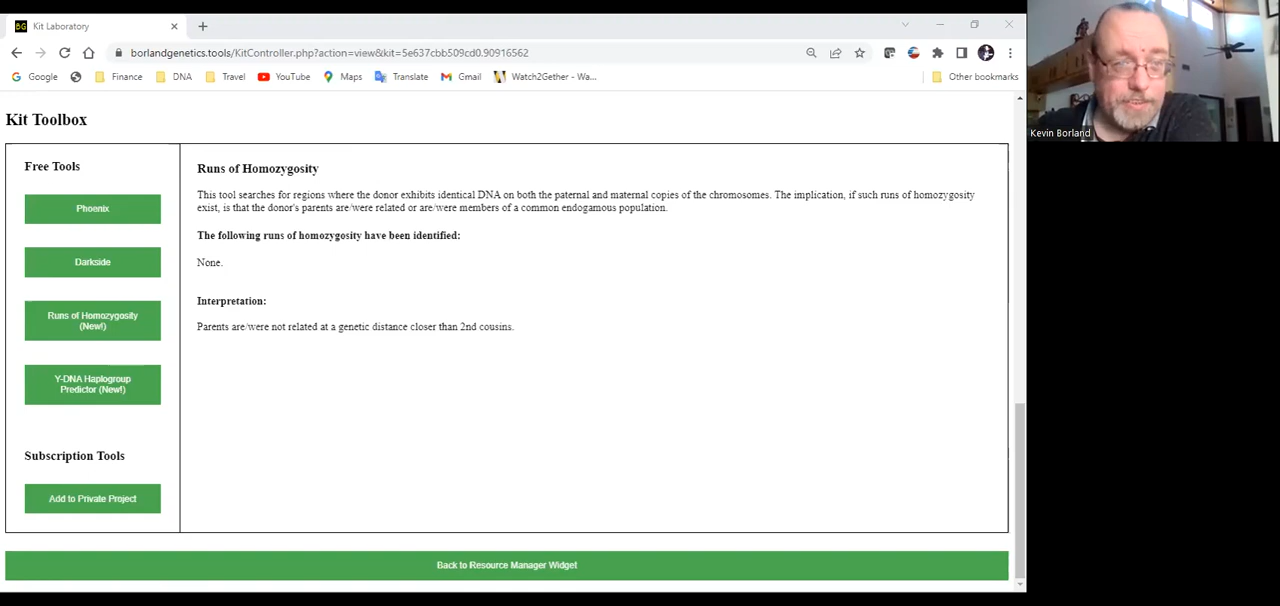 BG Kit Laboratory
borlandgenetics.tools/KitController.php?action=view&kit=5e637cbb509cd0.90916562
Google Finance DNA Travel YouTube Maps Translate Gmail Watch2Gether - Wa... Other bookmarks
Kevin Borland
Kit Toolbox
Free Tools
Phoenix
Darkside
Runs of Homozygosity
(New!)
Y-DNA Haplogroup
Predictor (New!)
Subscription Tools
Add to Private Project
Runs of Homozygosity
This tool searches for regions where the donor exhibits identical DNA on both the paternal and maternal copies of the chromosomes. The implication, if such runs of homozygosity
exist, is that the donor's parents are/were related or are/were members of a common endogamous population.
The following runs of homozygosity have been identified:
None.
Interpretation:
Parents are/were not related at a genetic distance closer than 2nd cousins.
Back to Resource Manager Widget